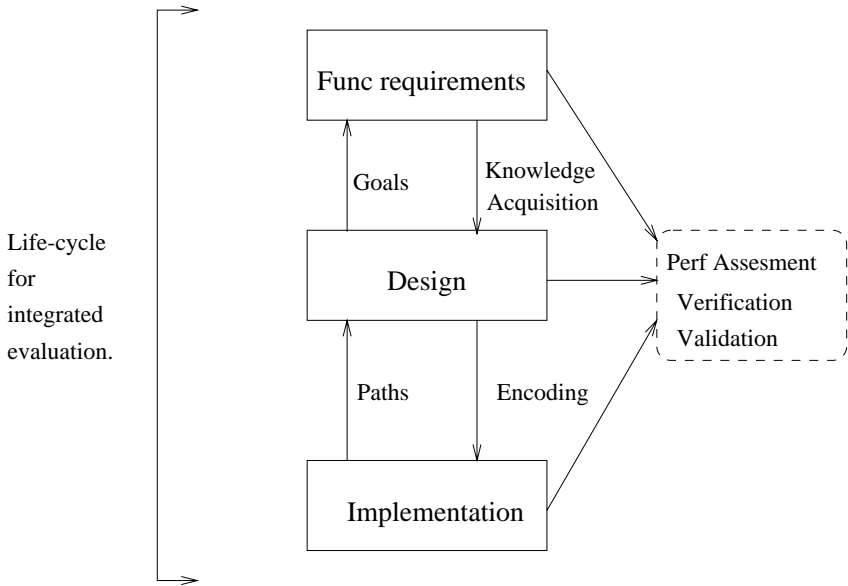 Func requirements
Goals
Knowledge
Acquisition
Life-cycle
for
integrated
evaluation.
Design
Perf Assesment
Verification
Validation
Paths
Encoding
Implementation